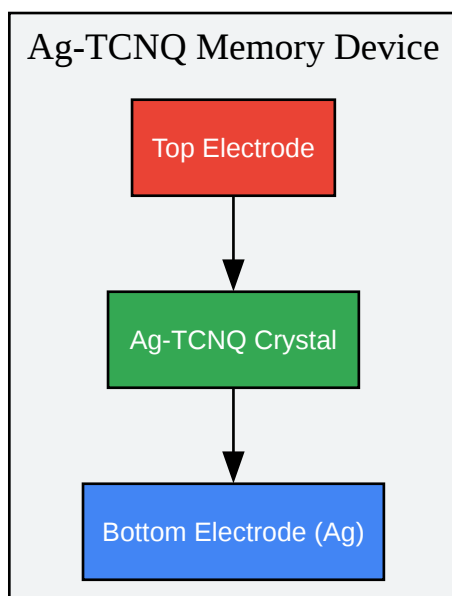 Ag-TCNQ Memory Device
Top Electrode
Ag-TCNQ Crystal
Bottom Electrode (Ag)